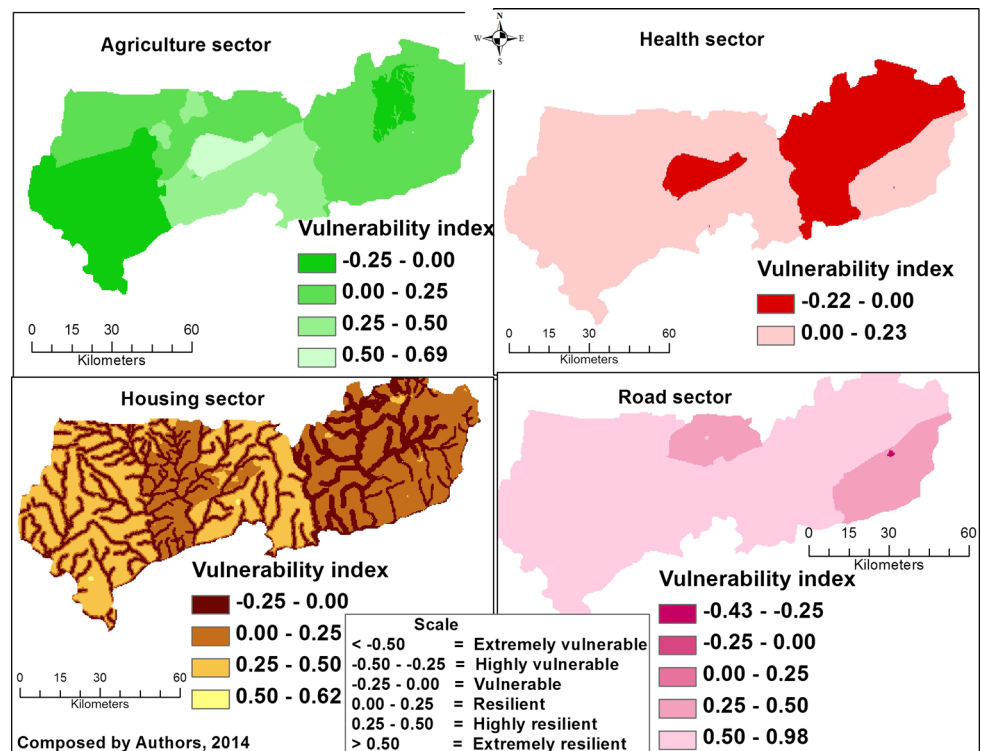 Agriculture sector
Vulnerability index
-0.25 - 0.00
0.00 - 0.25
0.25 - 0.50
0.50 - 0.69
0 15 30 60
Kilometers
N
W E
S
Health sector
Vulnerability index
-0.22 - 0.00
0.00 - 0.23
0 15 30 60
Kilometers
Housing sector
Vulnerability index
-0.25 - 0.00
0.00 - 0.25
0.25 - 0.50
0.50 - 0.62
0 15 30 60
Kilometers
Composed by Authors, 2014
Scale
< -0.50 = Extremely vulnerable
-0.50 - -0.25 = Highly vulnerable
-0.25 - 0.00 = Vulnerable
0.00 - 0.25 = Resilient
0.25 - 0.50 = Highly resilient
> 0.50 = Extremely resilient
Road sector
0 15 30 60
Kilometers
Vulnerability index
-0.43 - -0.25
-0.25 - 0.00
0.00 - 0.25
0.25 - 0.50
0.50 - 0.98